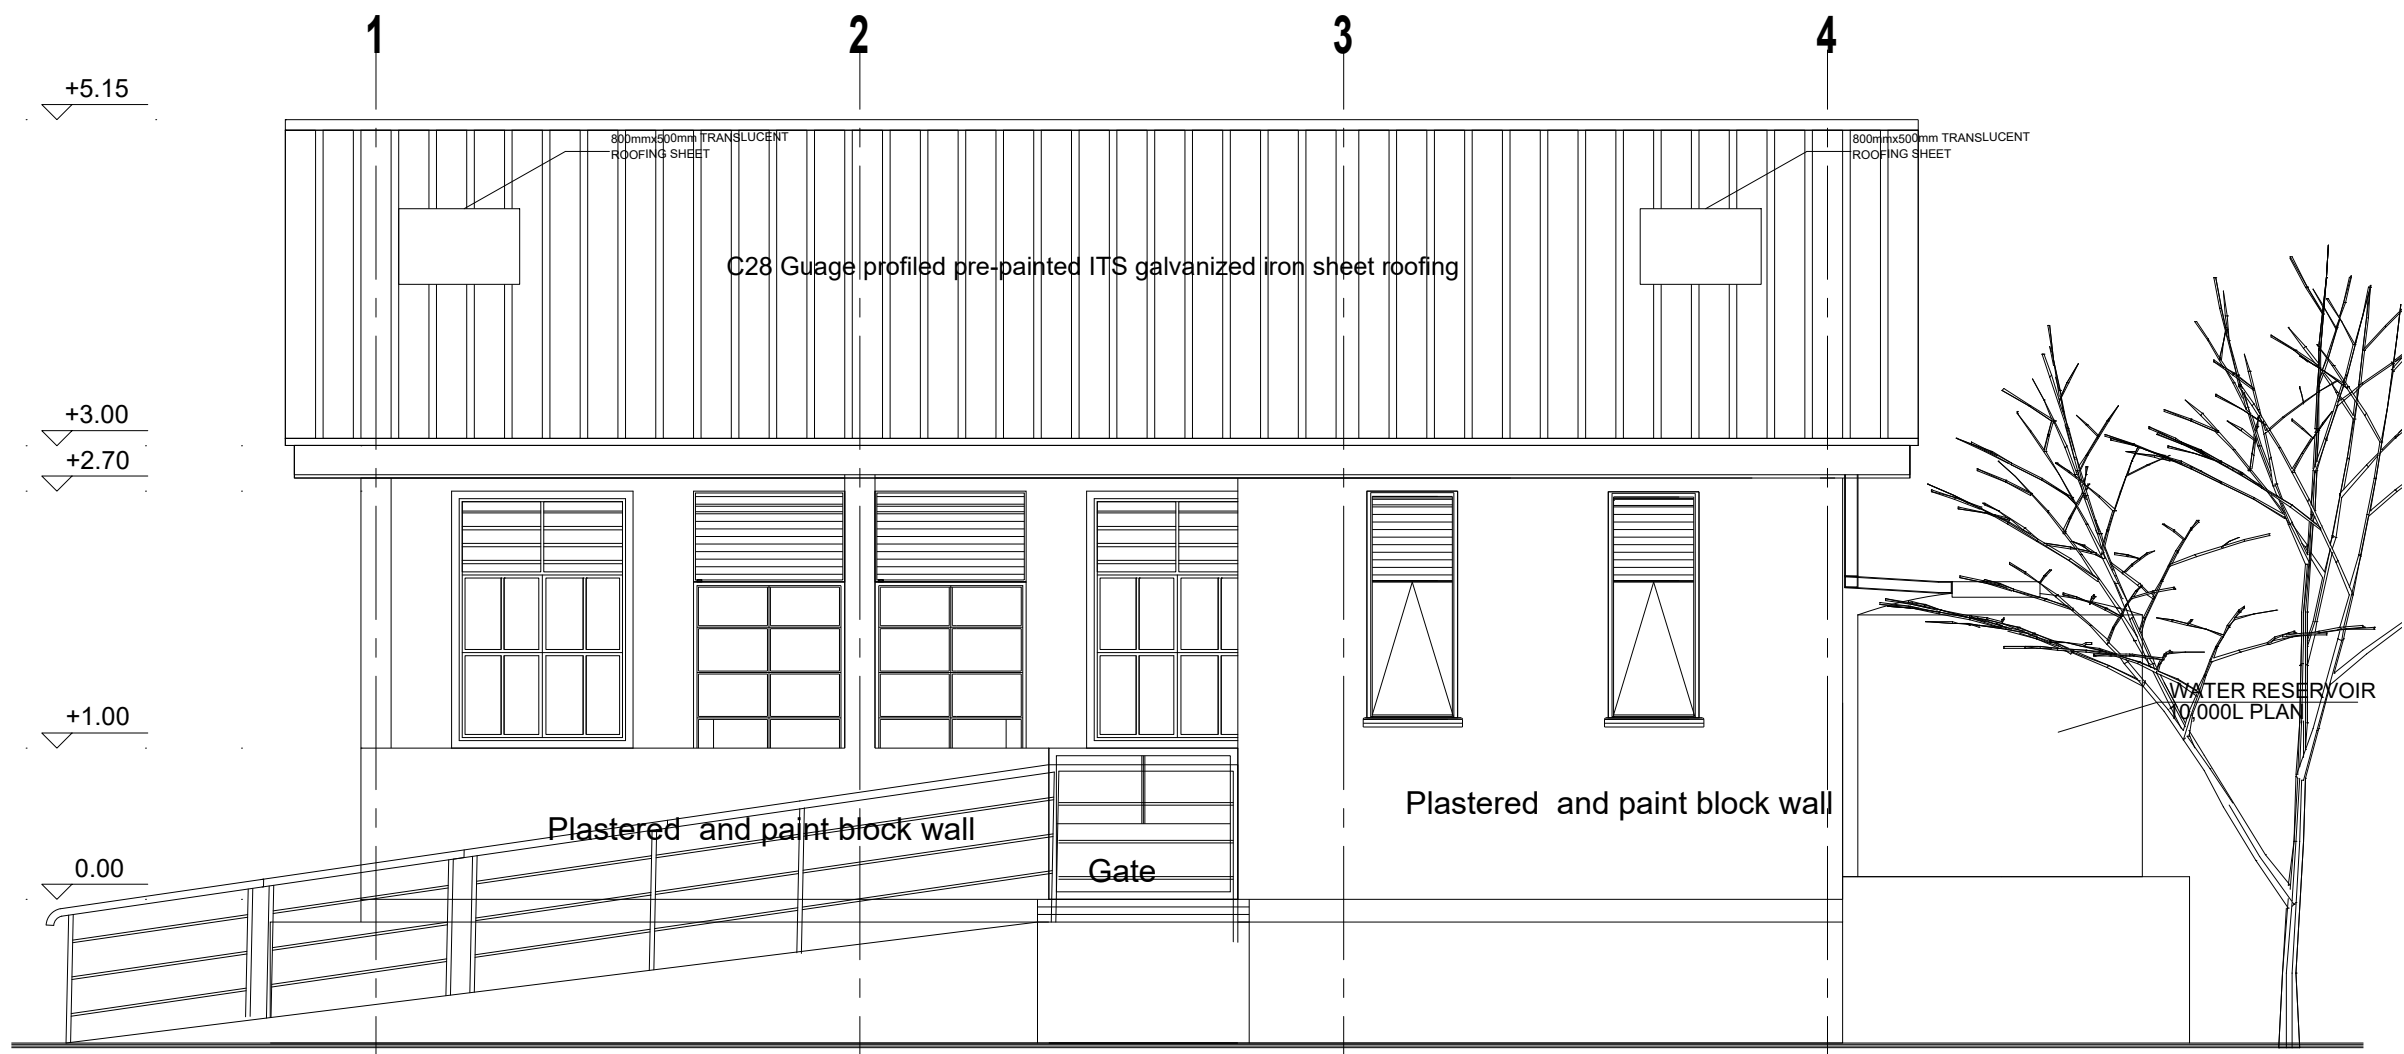 1
2
3
4
+5.15
800mmx500mm TRANSLUCENT
ROOFING SHEET
800mmx500mm TRANSLUCENT
ROOFING SHEET
C28 Guage profiled pre-painted ITS galvanized iron sheet roofing
+3.00
+2.70
WATER RESERVOIR
10,000L PLAN
+1.00
Plastered and paint block wall
Plastered and paint block wall
Gate
0.00